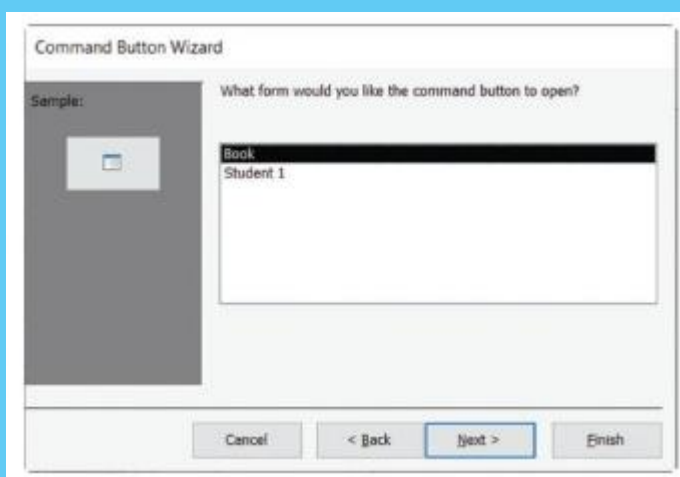 Command Button Wizard
Sample:
What form would you like the command button to open?
Book
Student 1
Cancel
< Back
Next >
Finish